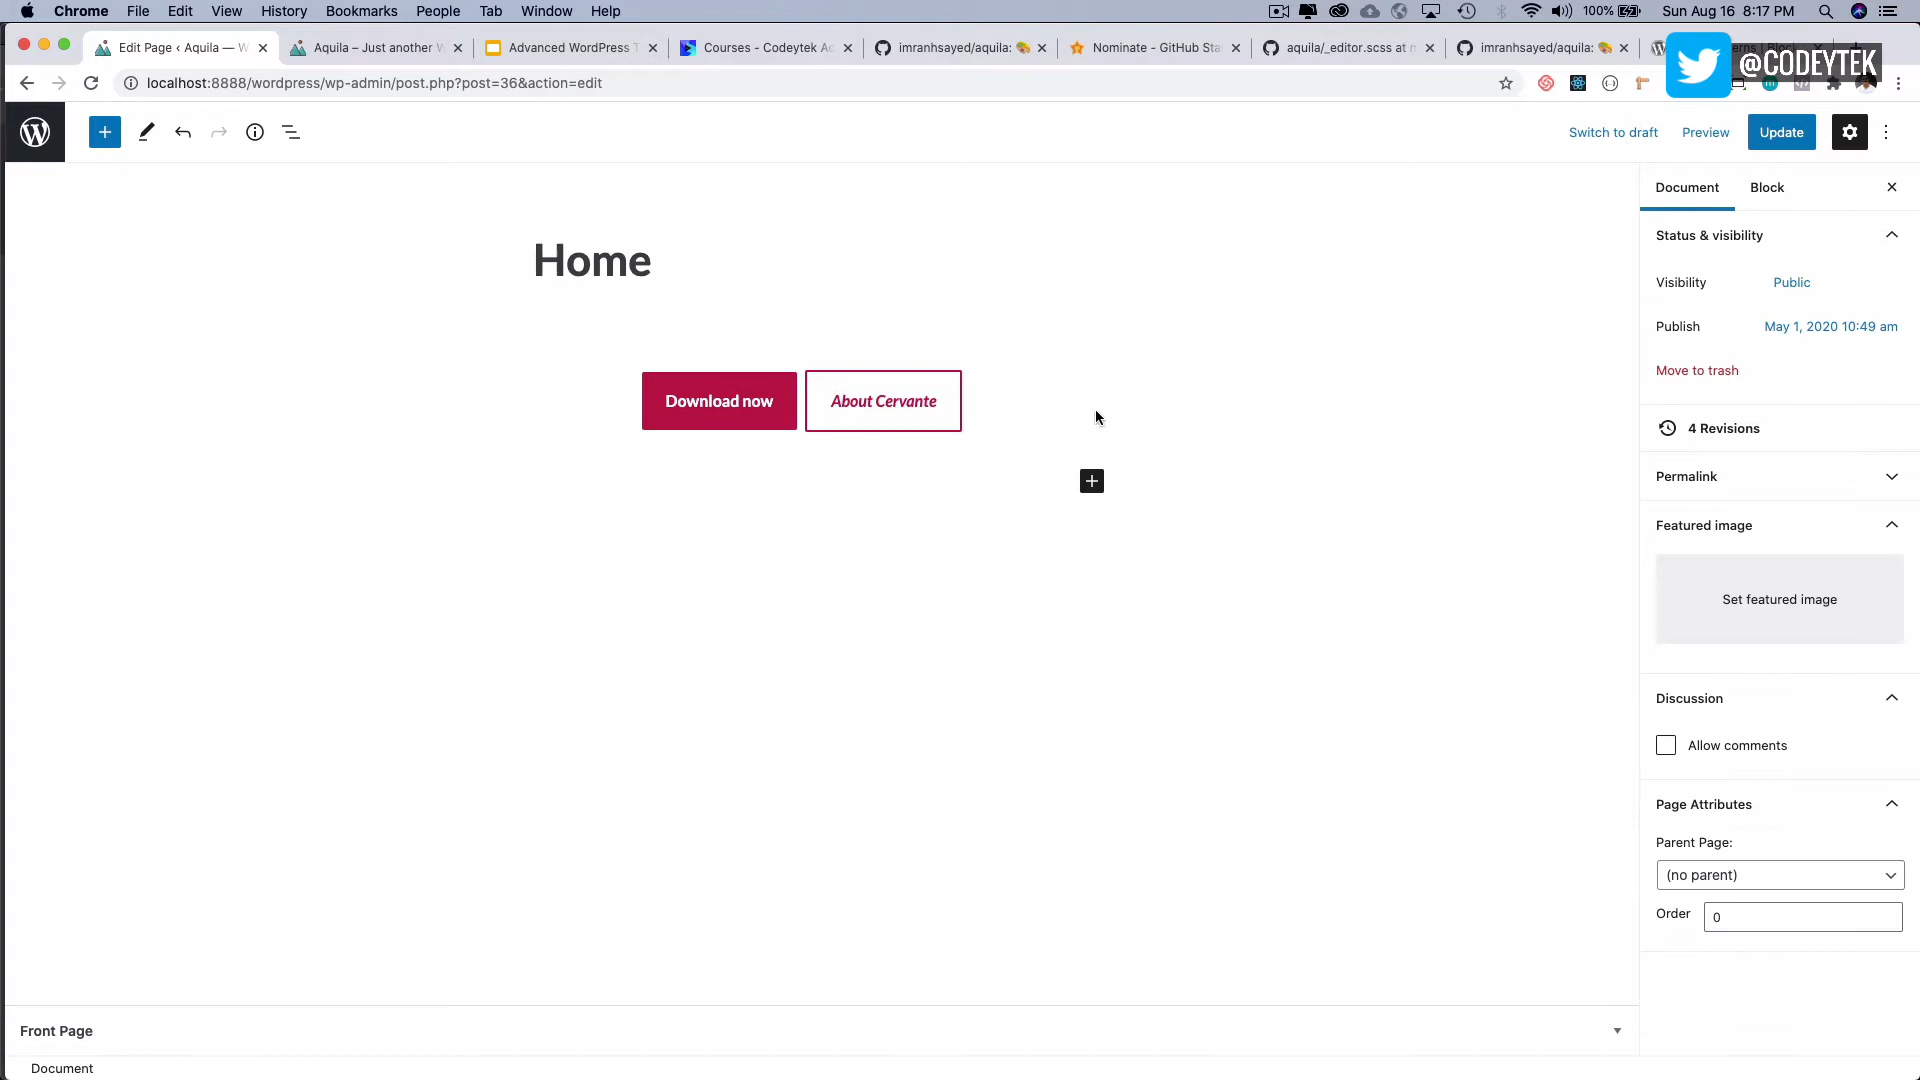 Chrome File Edit View History Bookmarks People Tab Window Help
100% Sun Aug 16 8:17 PM
Edit Page ‹ Aquila — W
Aquila – Just another W
Advanced WordPress T
Courses - Codeytek Ac
imranhsayed/aquila:
Nominate - GitHub Sta
aquila/_editor.scss at m
imranhsayed/aquila:
@CODEYTEK
localhost:8888/wordpress/wp-admin/post.php?post=36&action=edit
Switch to draft Preview Update
Document Block
Home
Download now
About Cervante
Status & visibility
Visibility Public
Publish May 1, 2020 10:49 am
Move to trash
4 Revisions
Permalink
Featured image
Set featured image
Discussion
Allow comments
Page Attributes
Parent Page:
(no parent)
Order 0
Front Page
Document